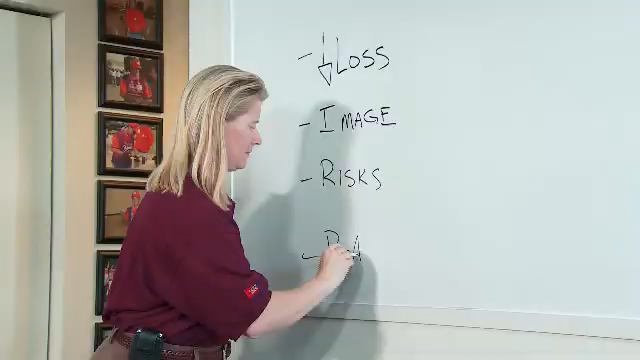 - ↓ Loss
- Image
- Risks
-